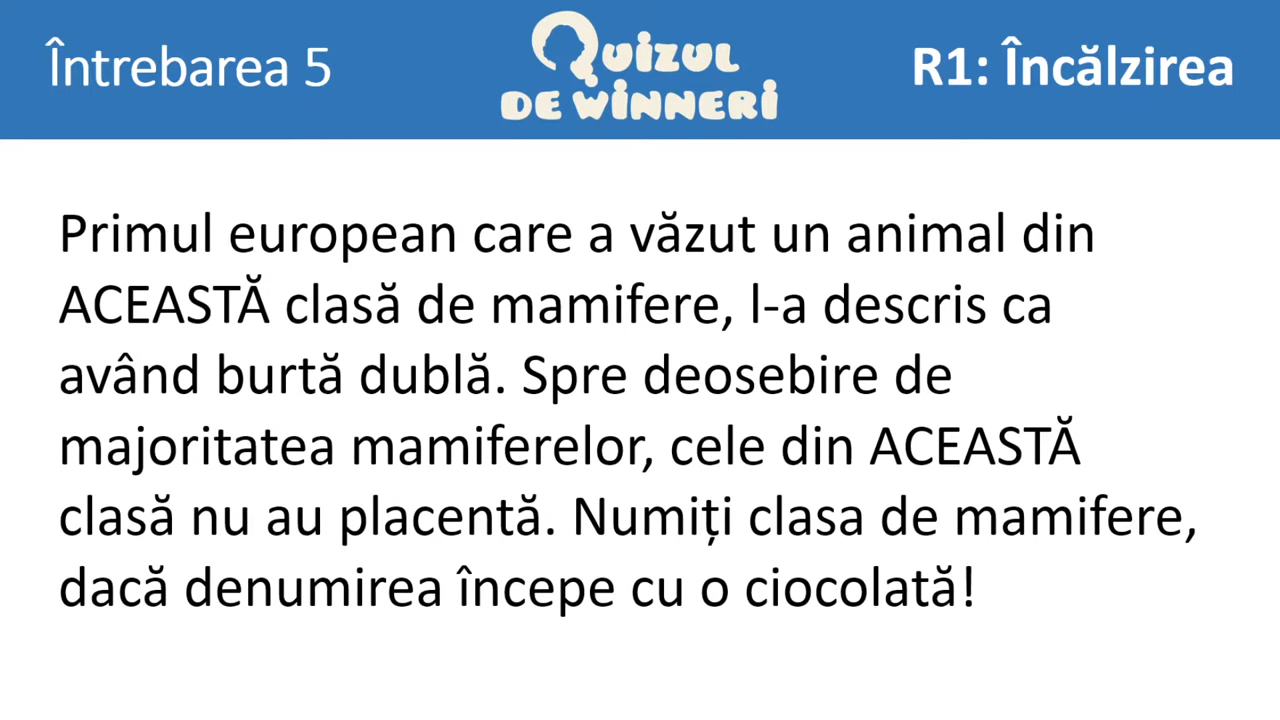 Întrebarea 5
QUIZUL
DE WINNERI
R1: Încălzirea
Primul european care a văzut un animal din
ACEASTĂ clasă de mamifere, l-a descris ca
având burtă dublă. Spre deosebire de
majoritatea mamiferelor, cele din ACEASTĂ
clasă nu au placentă. Numiți clasa de mamifere,
dacă denumirea începe cu o ciocolată!